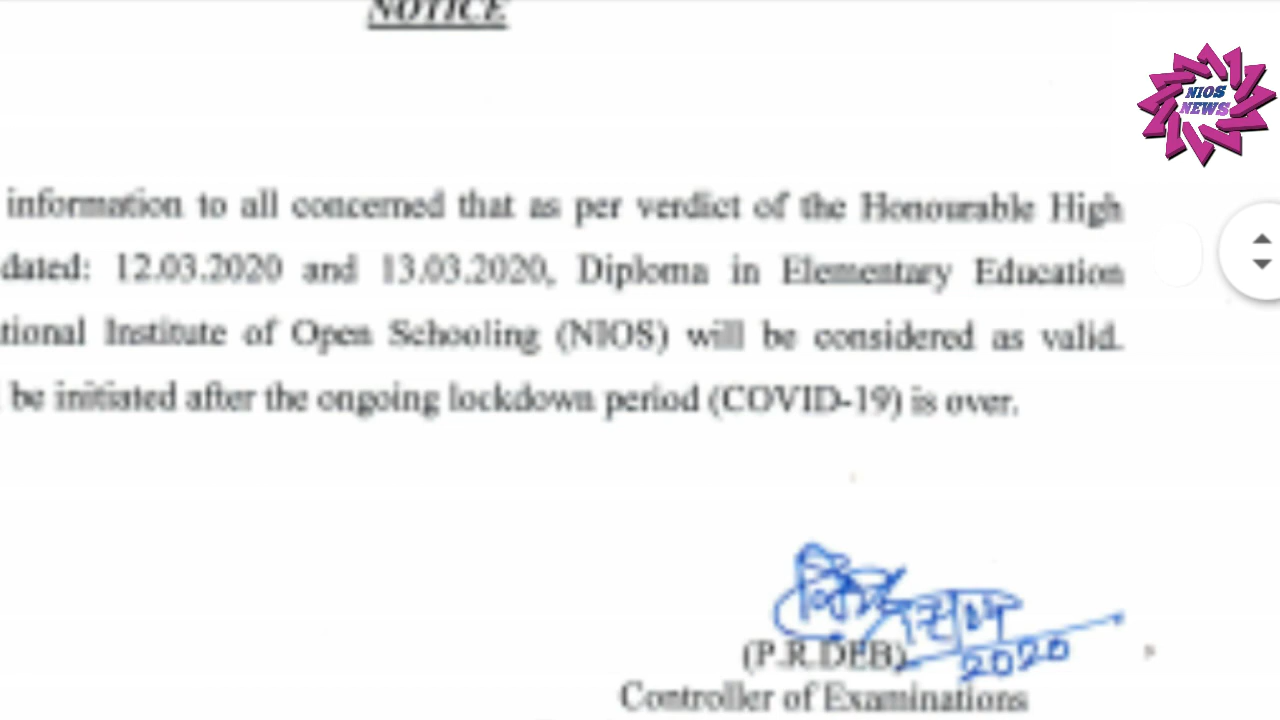 NOTICE
NIOS
NEWS
information to all concerned that as per verdict of the Honourable High
dated: 12.03.2020 and 13.03.2020, Diploma in Elementary Education
tional Institute of Open Schooling (NIOS) will be considered as valid.
be initiated after the ongoing lockdown period (COVID-19) is over.
2020
(P.R.DEB)
Controller of Examinations